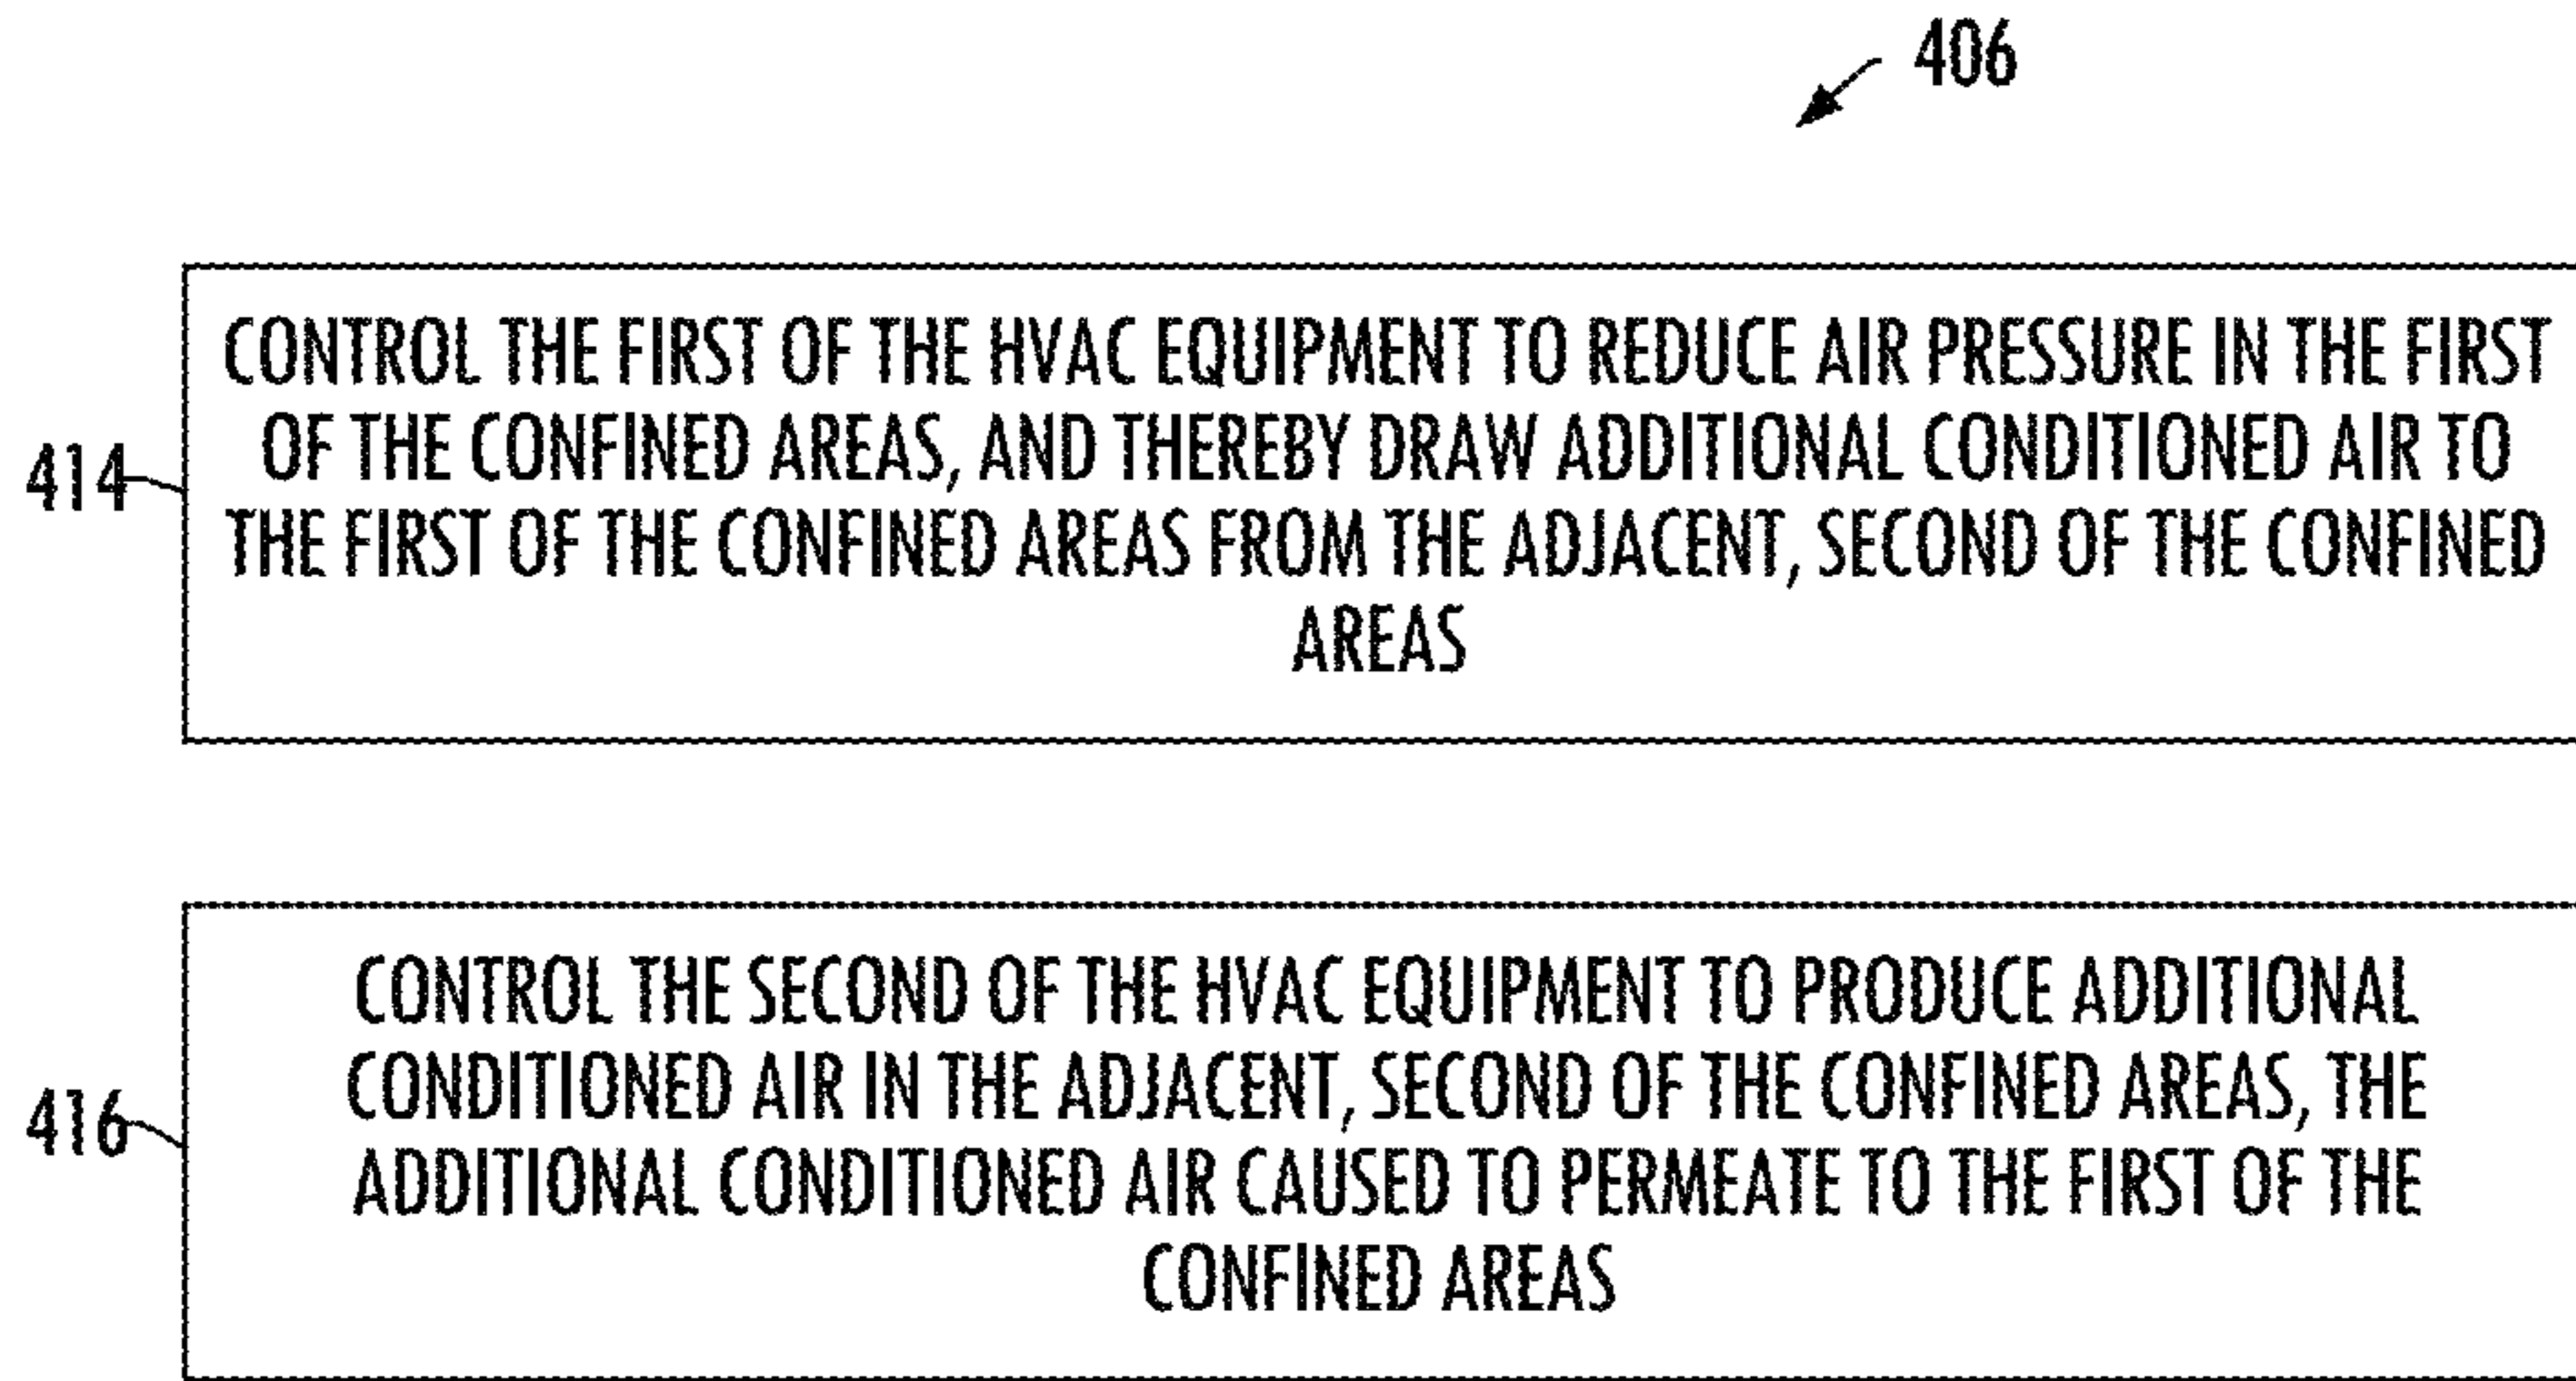 406
414
CONTROL THE FIRST OF THE HVAC EQUIPMENT TO REDUCE AIR PRESSURE IN THE FIRST
OF THE CONFINED AREAS, AND THEREBY DRAW ADDITIONAL CONDITIONED AIR TO
THE FIRST OF THE CONFINED AREAS FROM THE ADJACENT, SECOND OF THE CONFINED
AREAS
416
CONTROL THE SECOND OF THE HVAC EQUIPMENT TO PRODUCE ADDITIONAL
CONDITIONED AIR IN THE ADJACENT, SECOND OF THE CONFINED AREAS, THE
ADDITIONAL CONDITIONED AIR CAUSED TO PERMEATE TO THE FIRST OF THE
CONFINED AREAS